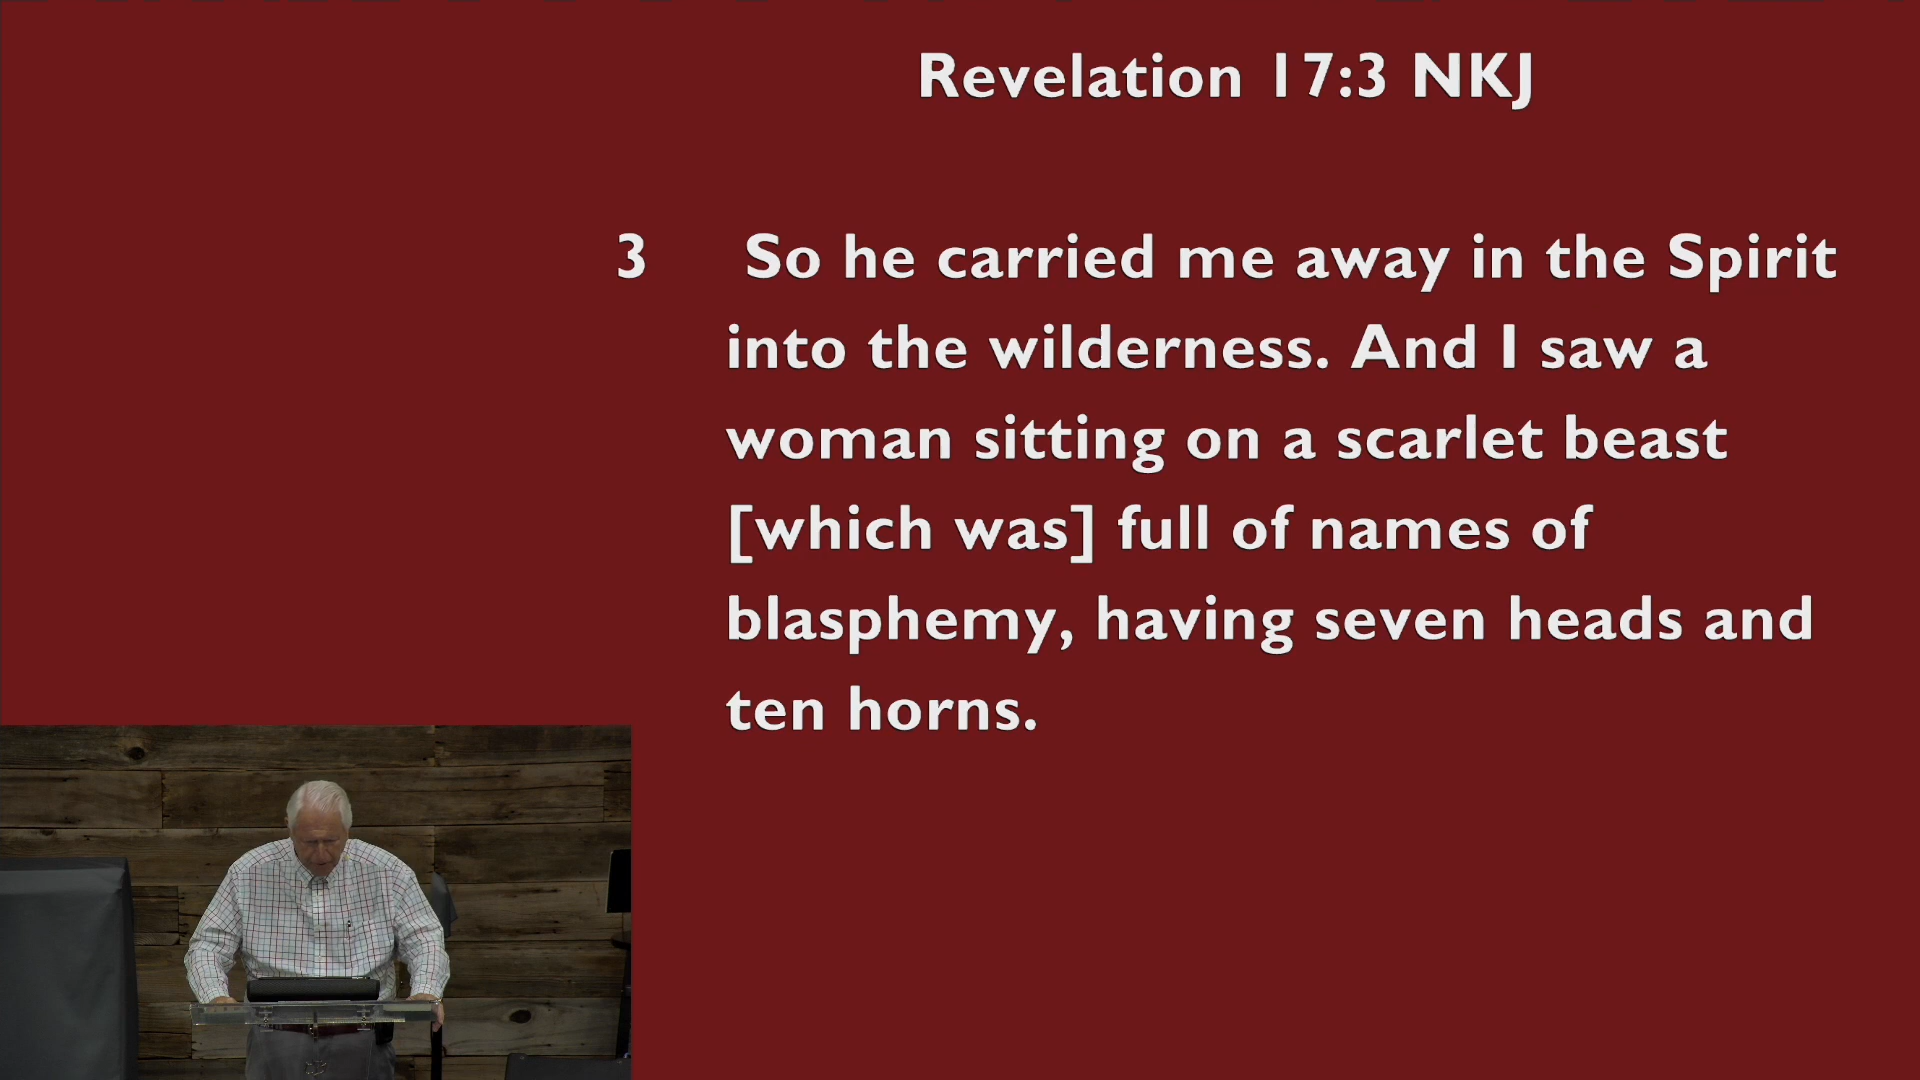 Revelation 17:3 NKJ
3 So he carried me away in the Spirit
into the wilderness. And I saw a
woman sitting on a scarlet beast
[which was] full of names of
blasphemy, having seven heads and
ten horns.